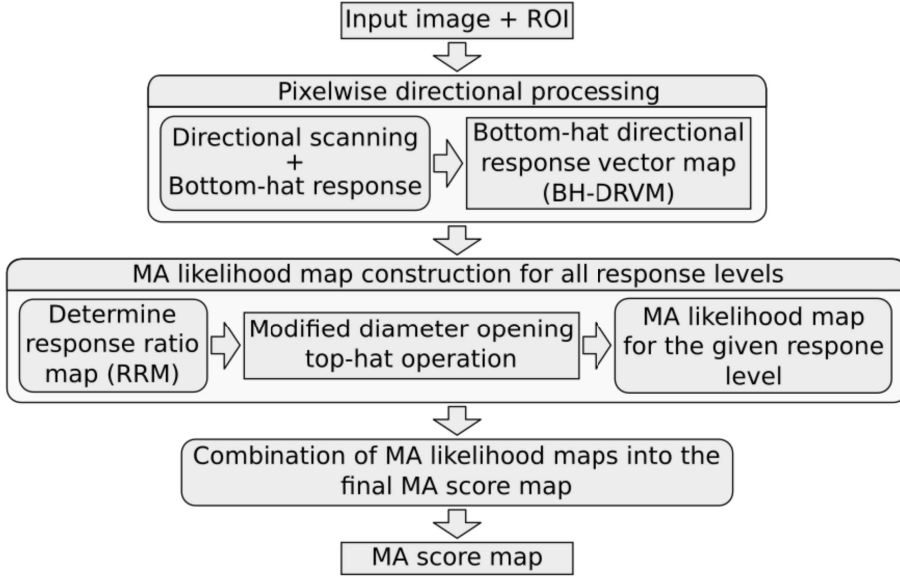 Input image + ROI
Pixelwise directional processing
Directional scanning
+
Bottom-hat response
Bottom-hat directional
response vector map
(BH-DRVM)
MA likelihood map construction for all response levels
Determine
response ratio
map (RRM)
Modified diameter opening
top-hat operation
MA likelihood map
for the given respone
level
Combination of MA likelihood maps into the
final MA score map
MA score map